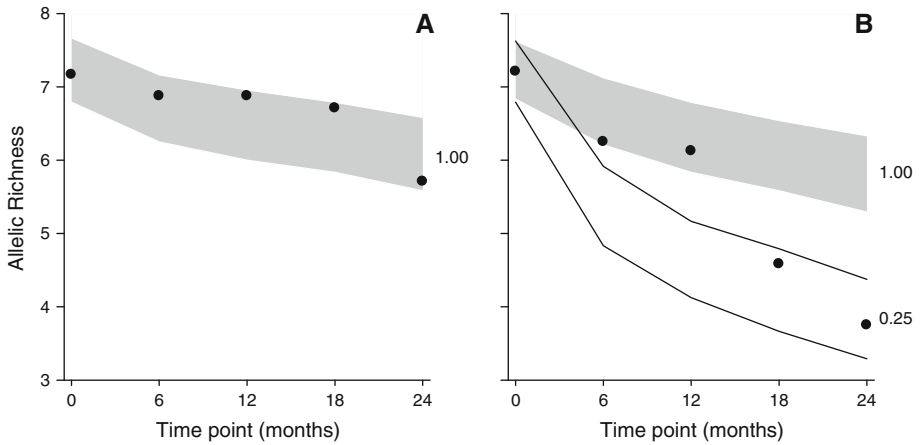 A
B
8
7
6
5
4
3
Allelic Richness
1.00
1.00
0.25
0 6 12 18 24
0 6 12 18 24
Time point (months)
Time point (months)